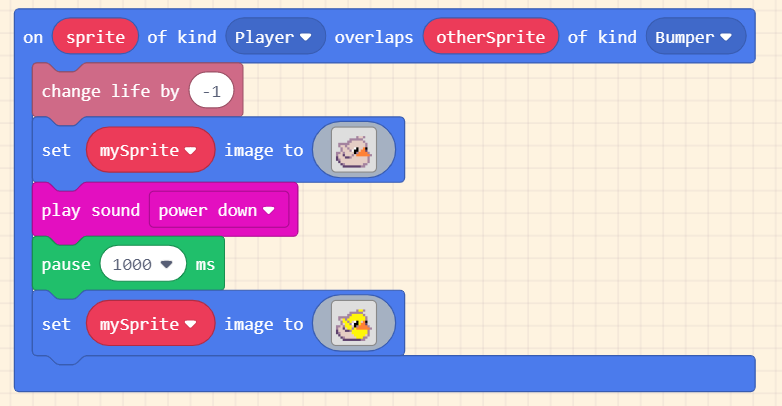 on sprite of kind Player overlaps otherSprite of kind Bumper
change life by -1
set mySprite image to
play sound power down
pause 1000 ms
set mySprite image to